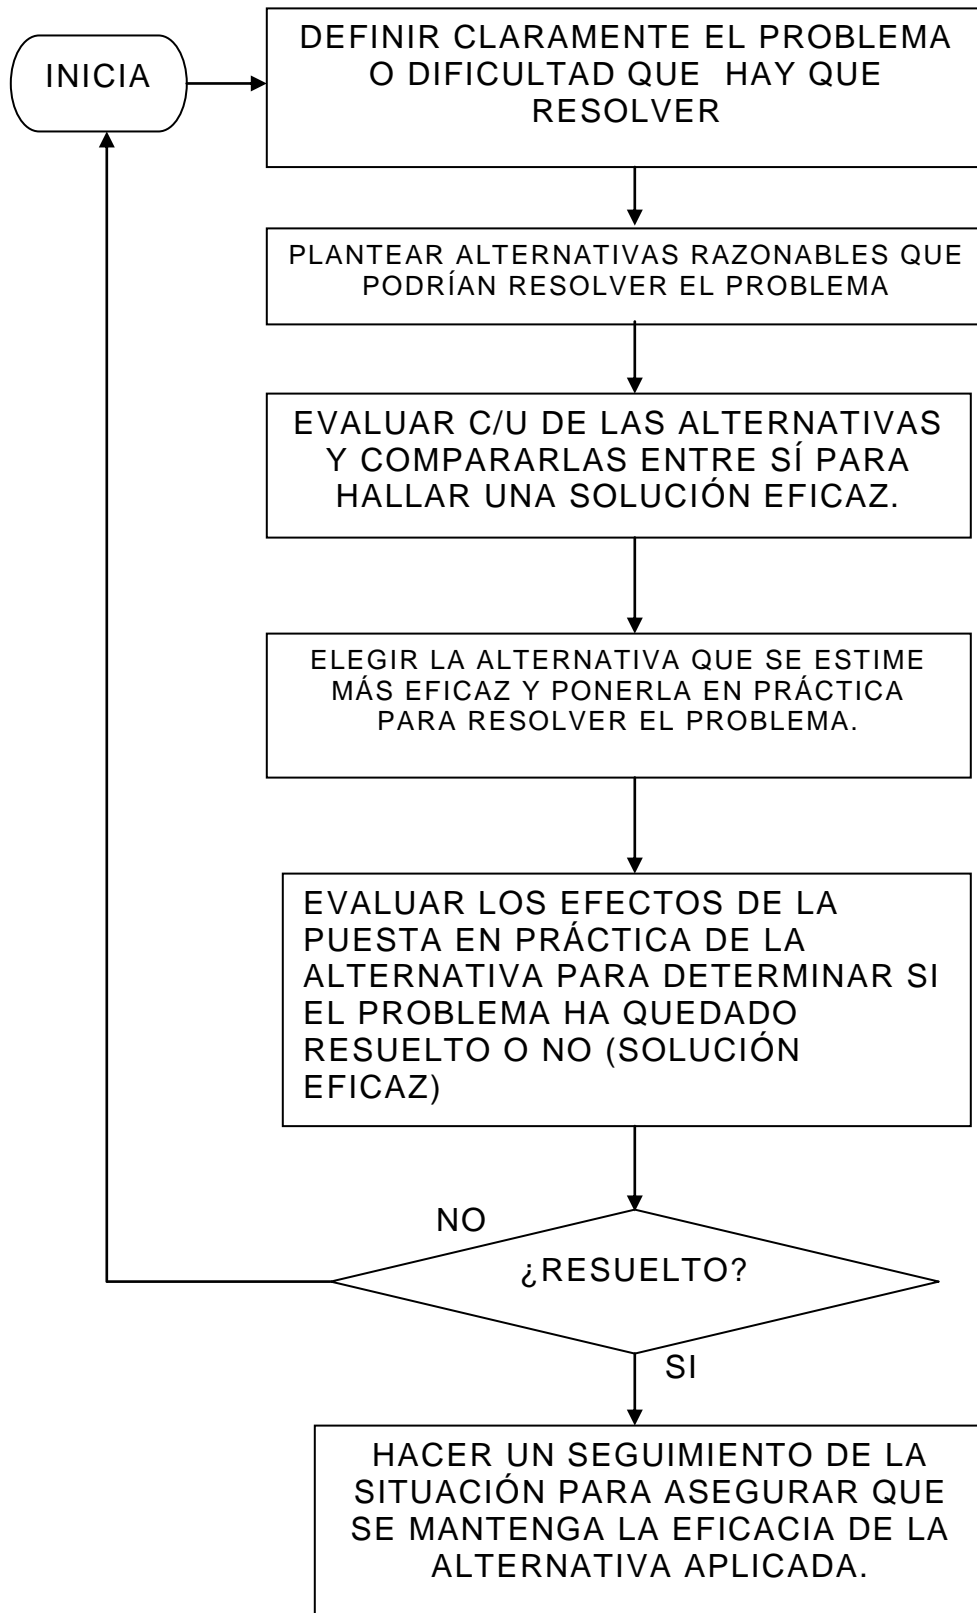 INICIA
DEFINIR CLARAMENTE EL PROBLEMA
O DIFICULTAD QUE HAY QUE
RESOLVER
PLANTEAR ALTERNATIVAS RAZONABLES QUE
PODRÍAN RESOLVER EL PROBLEMA
EVALUAR C/U DE LAS ALTERNATIVAS
Y COMPARARLAS ENTRE SÍ PARA
HALLAR UNA SOLUCIÓN EFICAZ.
ELEGIR LA ALTERNATIVA QUE SE ESTIME
MÁS EFICAZ Y PONERLA EN PRÁCTICA
PARA RESOLVER EL PROBLEMA.
EVALUAR LOS EFECTOS DE LA
PUESTA EN PRÁCTICA DE LA
ALTERNATIVA PARA DETERMINAR SI
EL PROBLEMA HA QUEDADO
RESUELTO O NO (SOLUCIÓN
EFICAZ)
NO
¿RESUELTO?
SI
HACER UN SEGUIMIENTO DE LA
SITUACIÓN PARA ASEGURAR QUE
SE MANTENGA LA EFICACIA DE LA
ALTERNATIVA APLICADA.